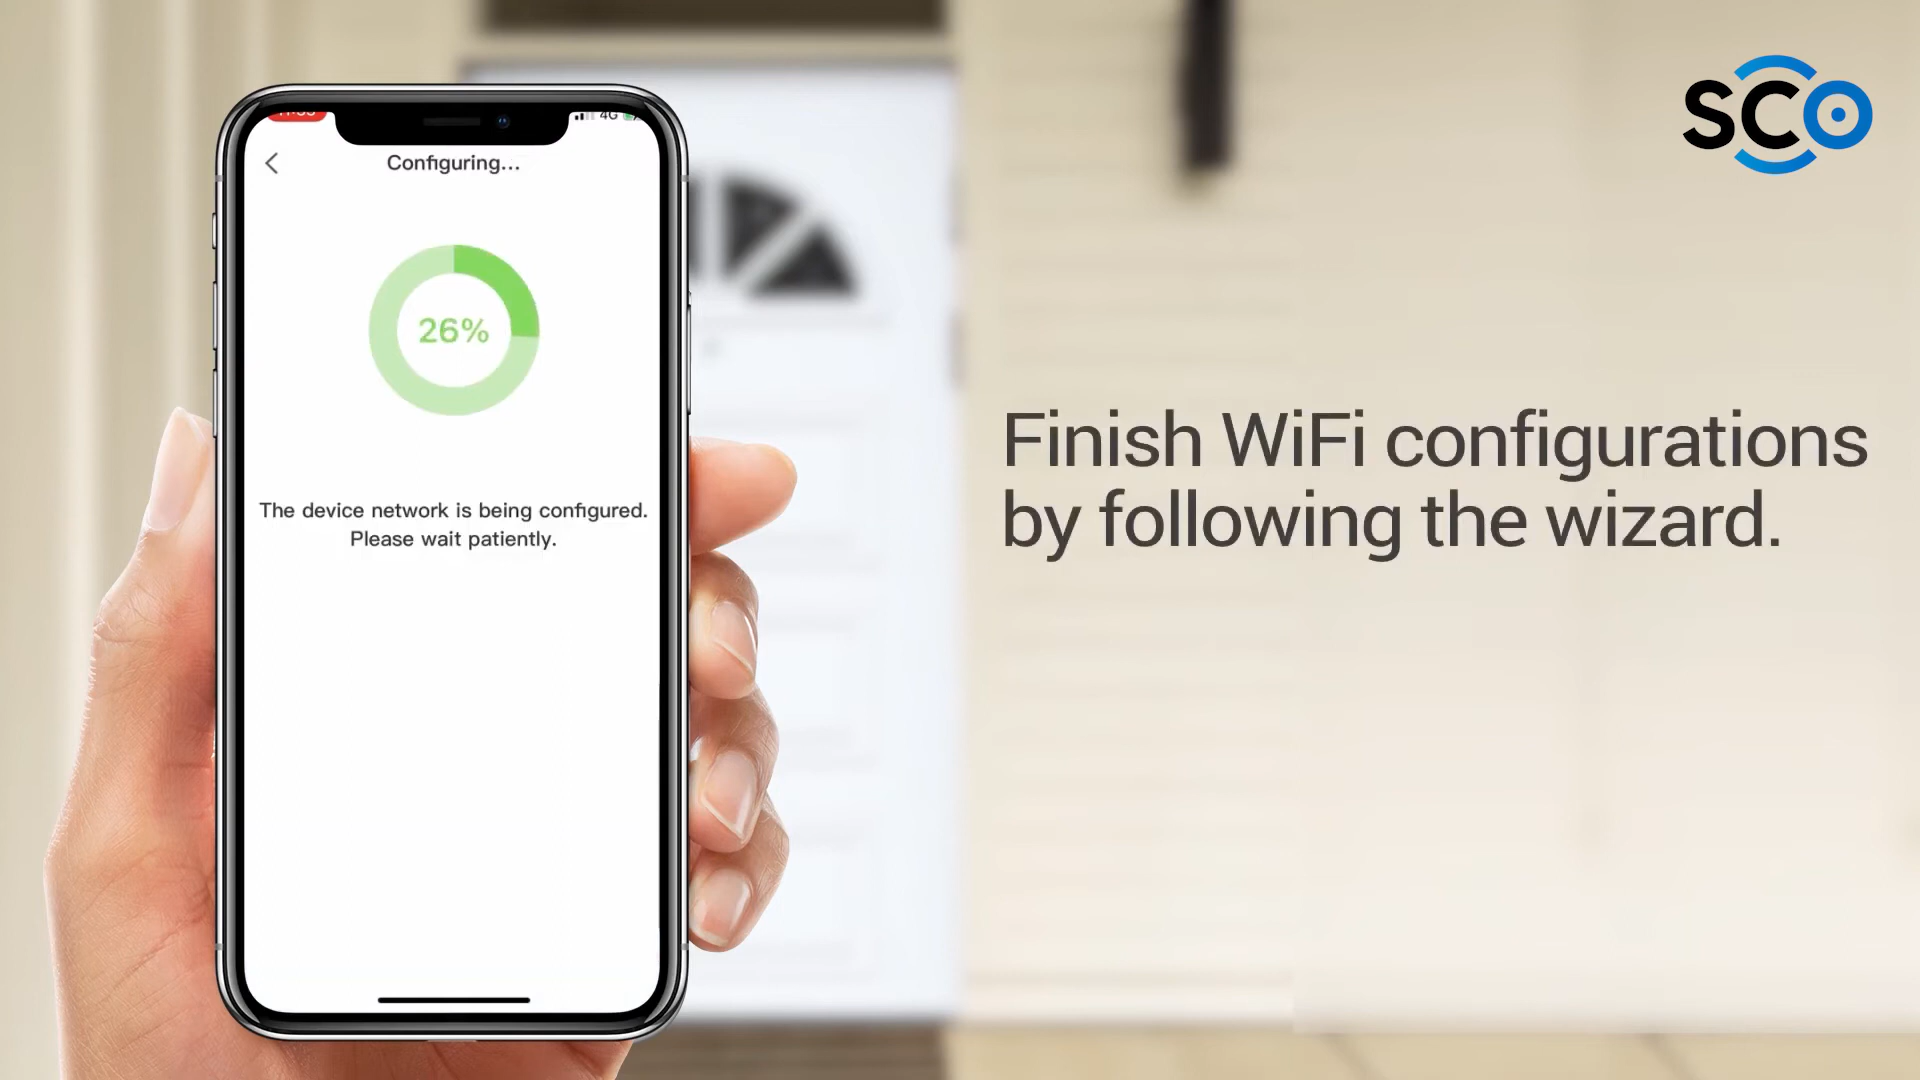 sco
4G
Configuring...
26%
The device network is being configured.
Please wait patiently.
Finish WiFi configurations
by following the wizard.